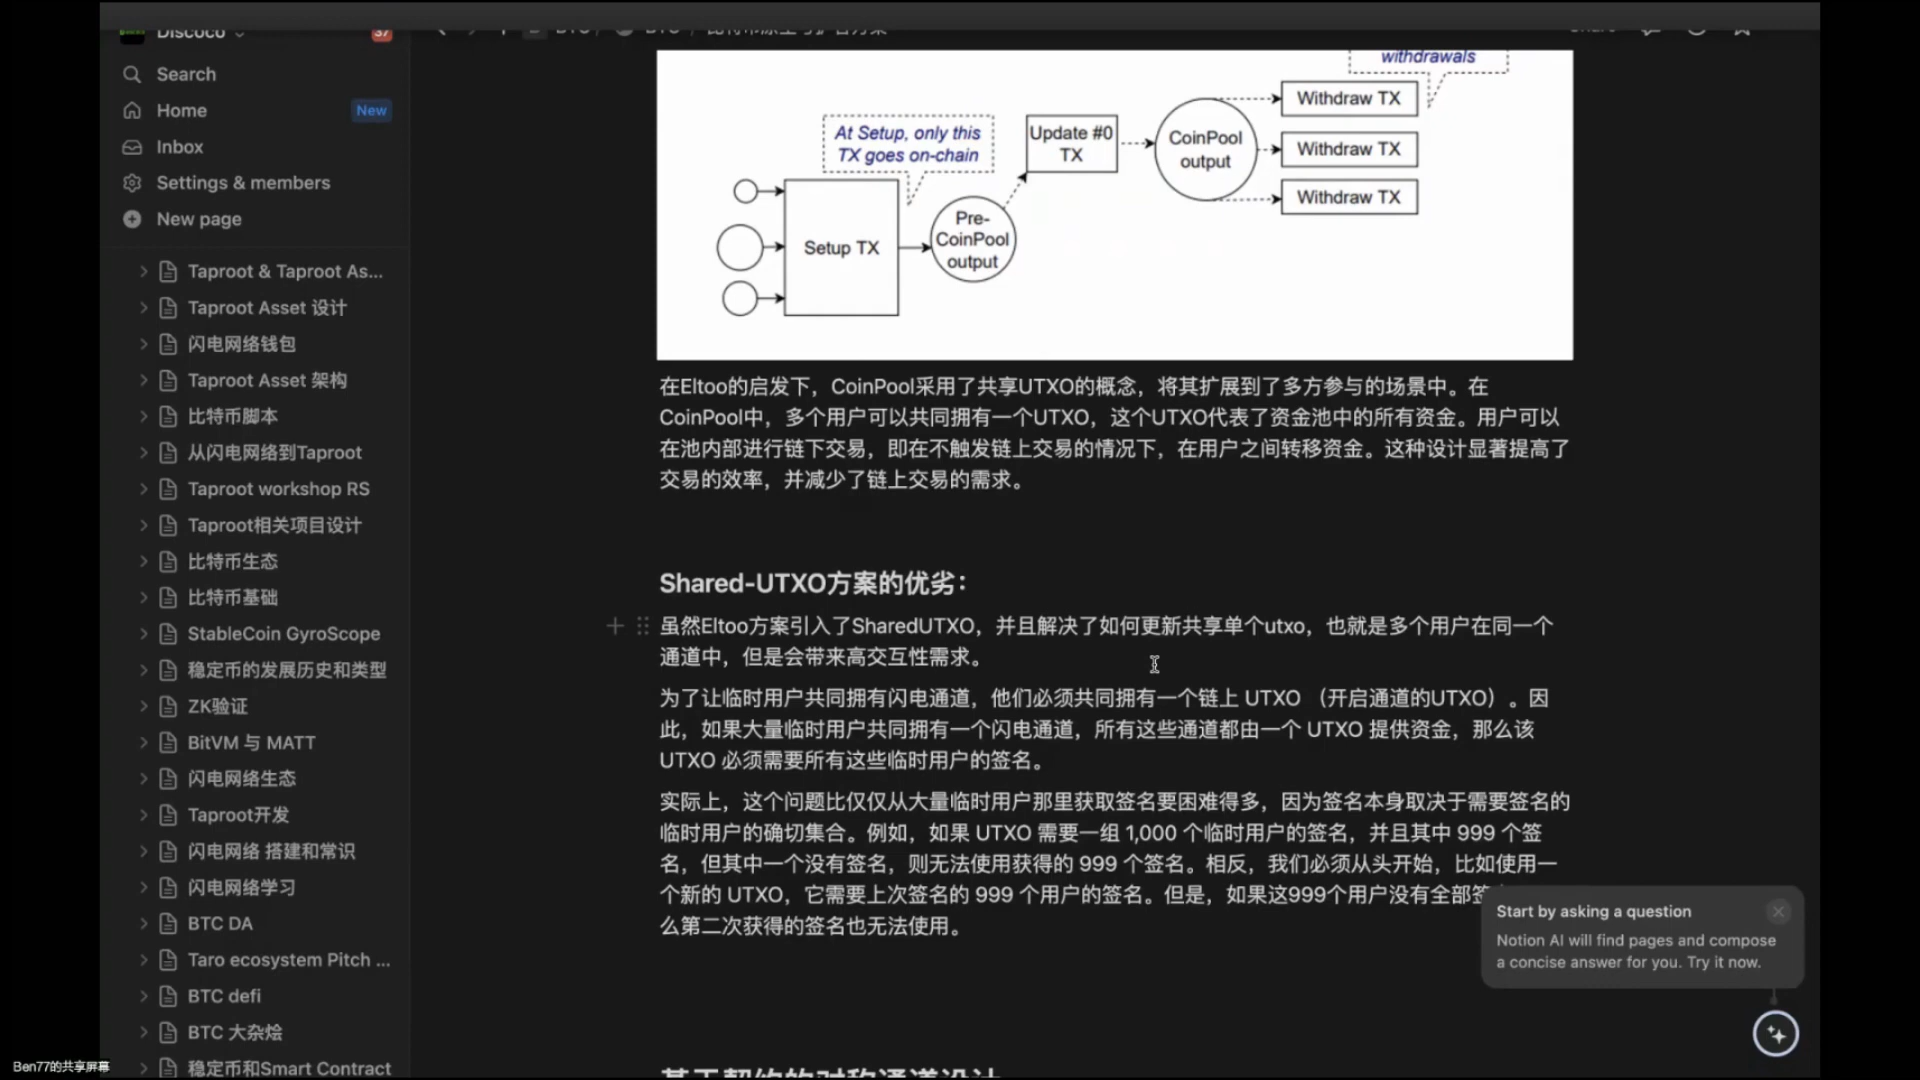 Discoco
37
Search
Home
New
Inbox
Settings & members
New page
Taproot & Taproot As...
Taproot Asset 设计
闪电网络钱包
Taproot Asset 架构
比特币脚本
从闪电网络到Taproot
Taproot workshop RS
Taproot相关项目设计
比特币生态
比特币基础
StableCoin GyroScope
稳定币的发展历史和类型
ZK验证
BitVM 与 MATT
闪电网络生态
Taproot开发
闪电网络 搭建和常识
闪电网络学习
BTC DA
Taro ecosystem Pitch ...
BTC defi
BTC 大杂烩
稳定币和Smart Contract
withdrawals
At Setup, only this
TX goes on-chain
Setup TX
Pre-
CoinPool
output
Update #0
TX
CoinPool
output
Withdraw TX
Withdraw TX
Withdraw TX
在Eltoo的启发下，CoinPool采用了共享UTXO的概念，将其扩展到了多方参与的场景中。在
CoinPool中，多个用户可以共同拥有一个UTXO，这个UTXO代表了资金池中的所有资金。用户可以
在池内部进行链下交易，即在不触发链上交易的情况下，在用户之间转移资金。这种设计显著提高了
交易的效率，并减少了链上交易的需求。
Shared-UTXO方案的优劣：
虽然Eltoo方案引入了SharedUTXO，并且解决了如何更新共享单个utxo，也就是多个用户在同一个
通道中，但是会带来高交互性需求。
为了让临时用户共同拥有闪电通道，他们必须共同拥有一个链上 UTXO （开启通道的UTXO）。因
此，如果大量临时用户共同拥有一个闪电通道，所有这些通道都由一个 UTXO 提供资金，那么该
UTXO 必须需要所有这些临时用户的签名。
实际上，这个问题比仅仅从大量临时用户那里获取签名要困难得多，因为签名本身取决于需要签名的
临时用户的确切集合。例如，如果 UTXO 需要一组 1,000 个临时用户的签名，并且其中 999 个签
名，但其中一个没有签名，则无法使用获得的 999 个签名。相反，我们必须从头开始，比如使用一
个新的 UTXO，它需要上次签名的 999 个用户的签名。但是，如果这999个用户没有全部签
么第二次获得的签名也无法使用。
基于契约的对称通道设计
Start by asking a question
Notion AI will find pages and compose
a concise answer for you. Try it now.
Ben77的共享屏幕